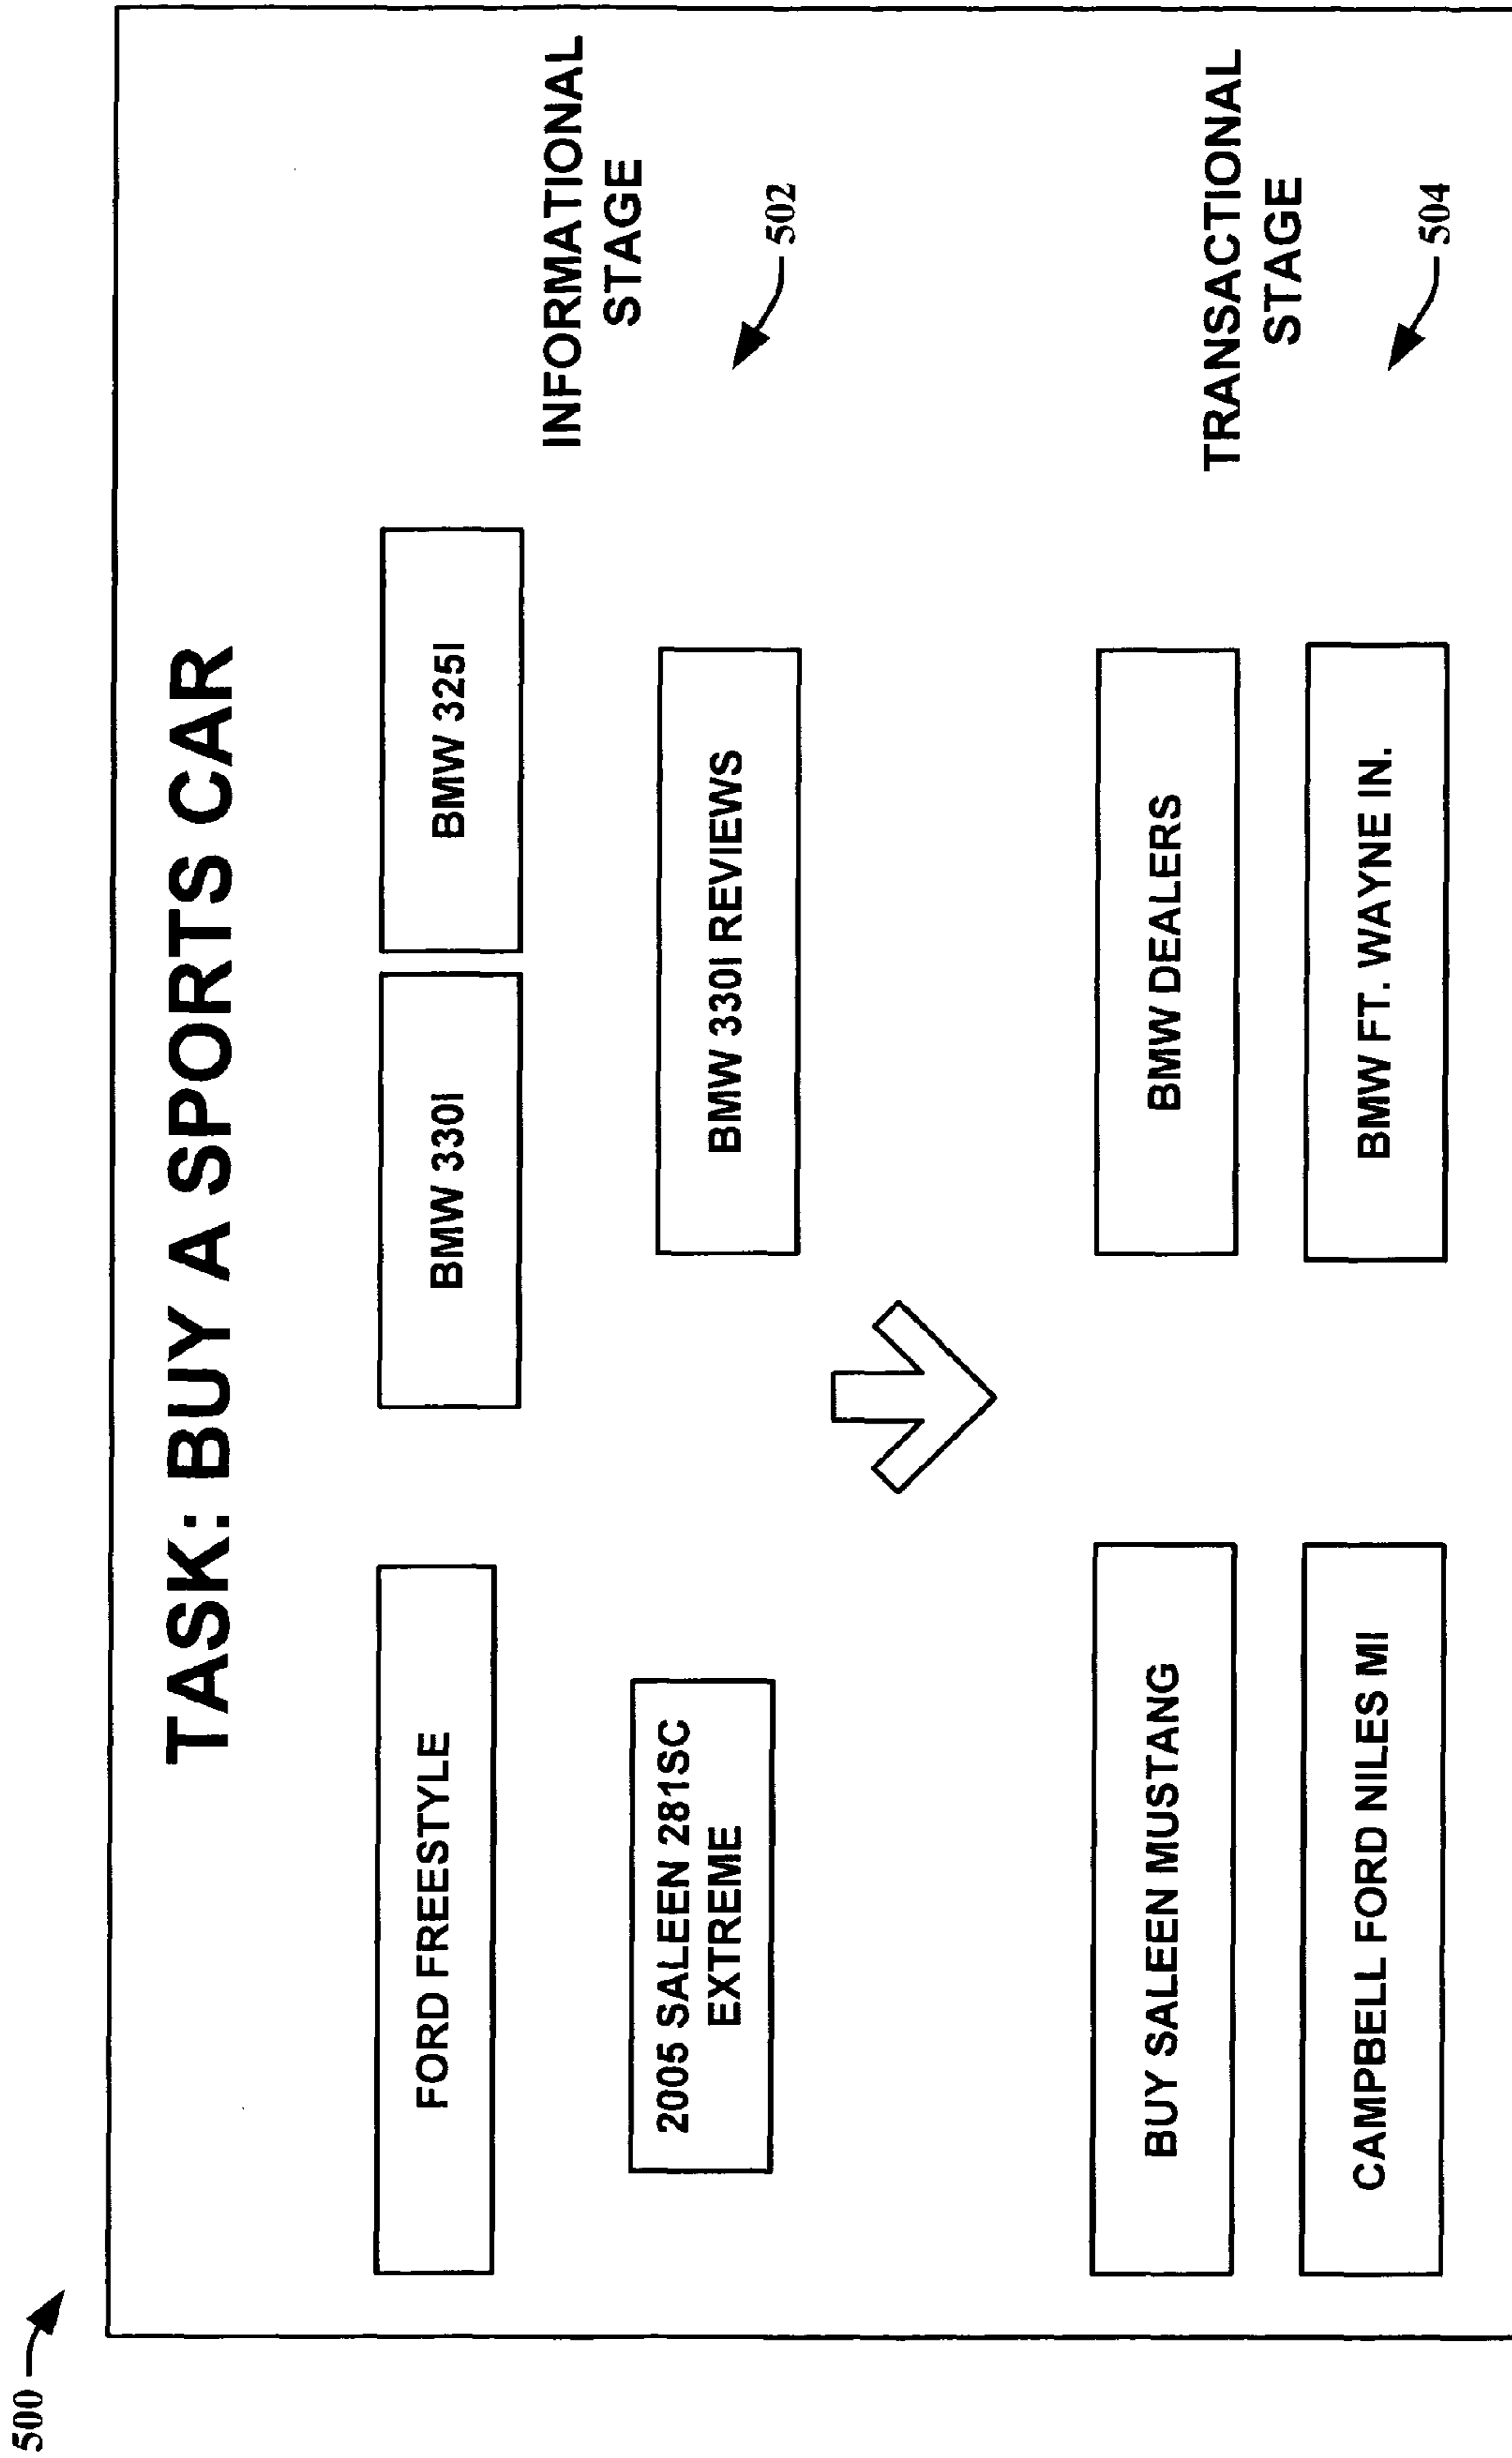 500
TASK: BUY A SPORTS CAR
FORD FREESTYLE
BMW 330I
BMW 325I
INFORMATIONAL
STAGE
2005 SALEEN 281SC
EXTREME
BMW 330I REVIEWS
502
BUY SALEEN MUSTANG
BMW DEALERS
TRANSACTIONAL
STAGE
CAMPBELL FORD NILES MI
BMW FT. WAYNE IN.
504